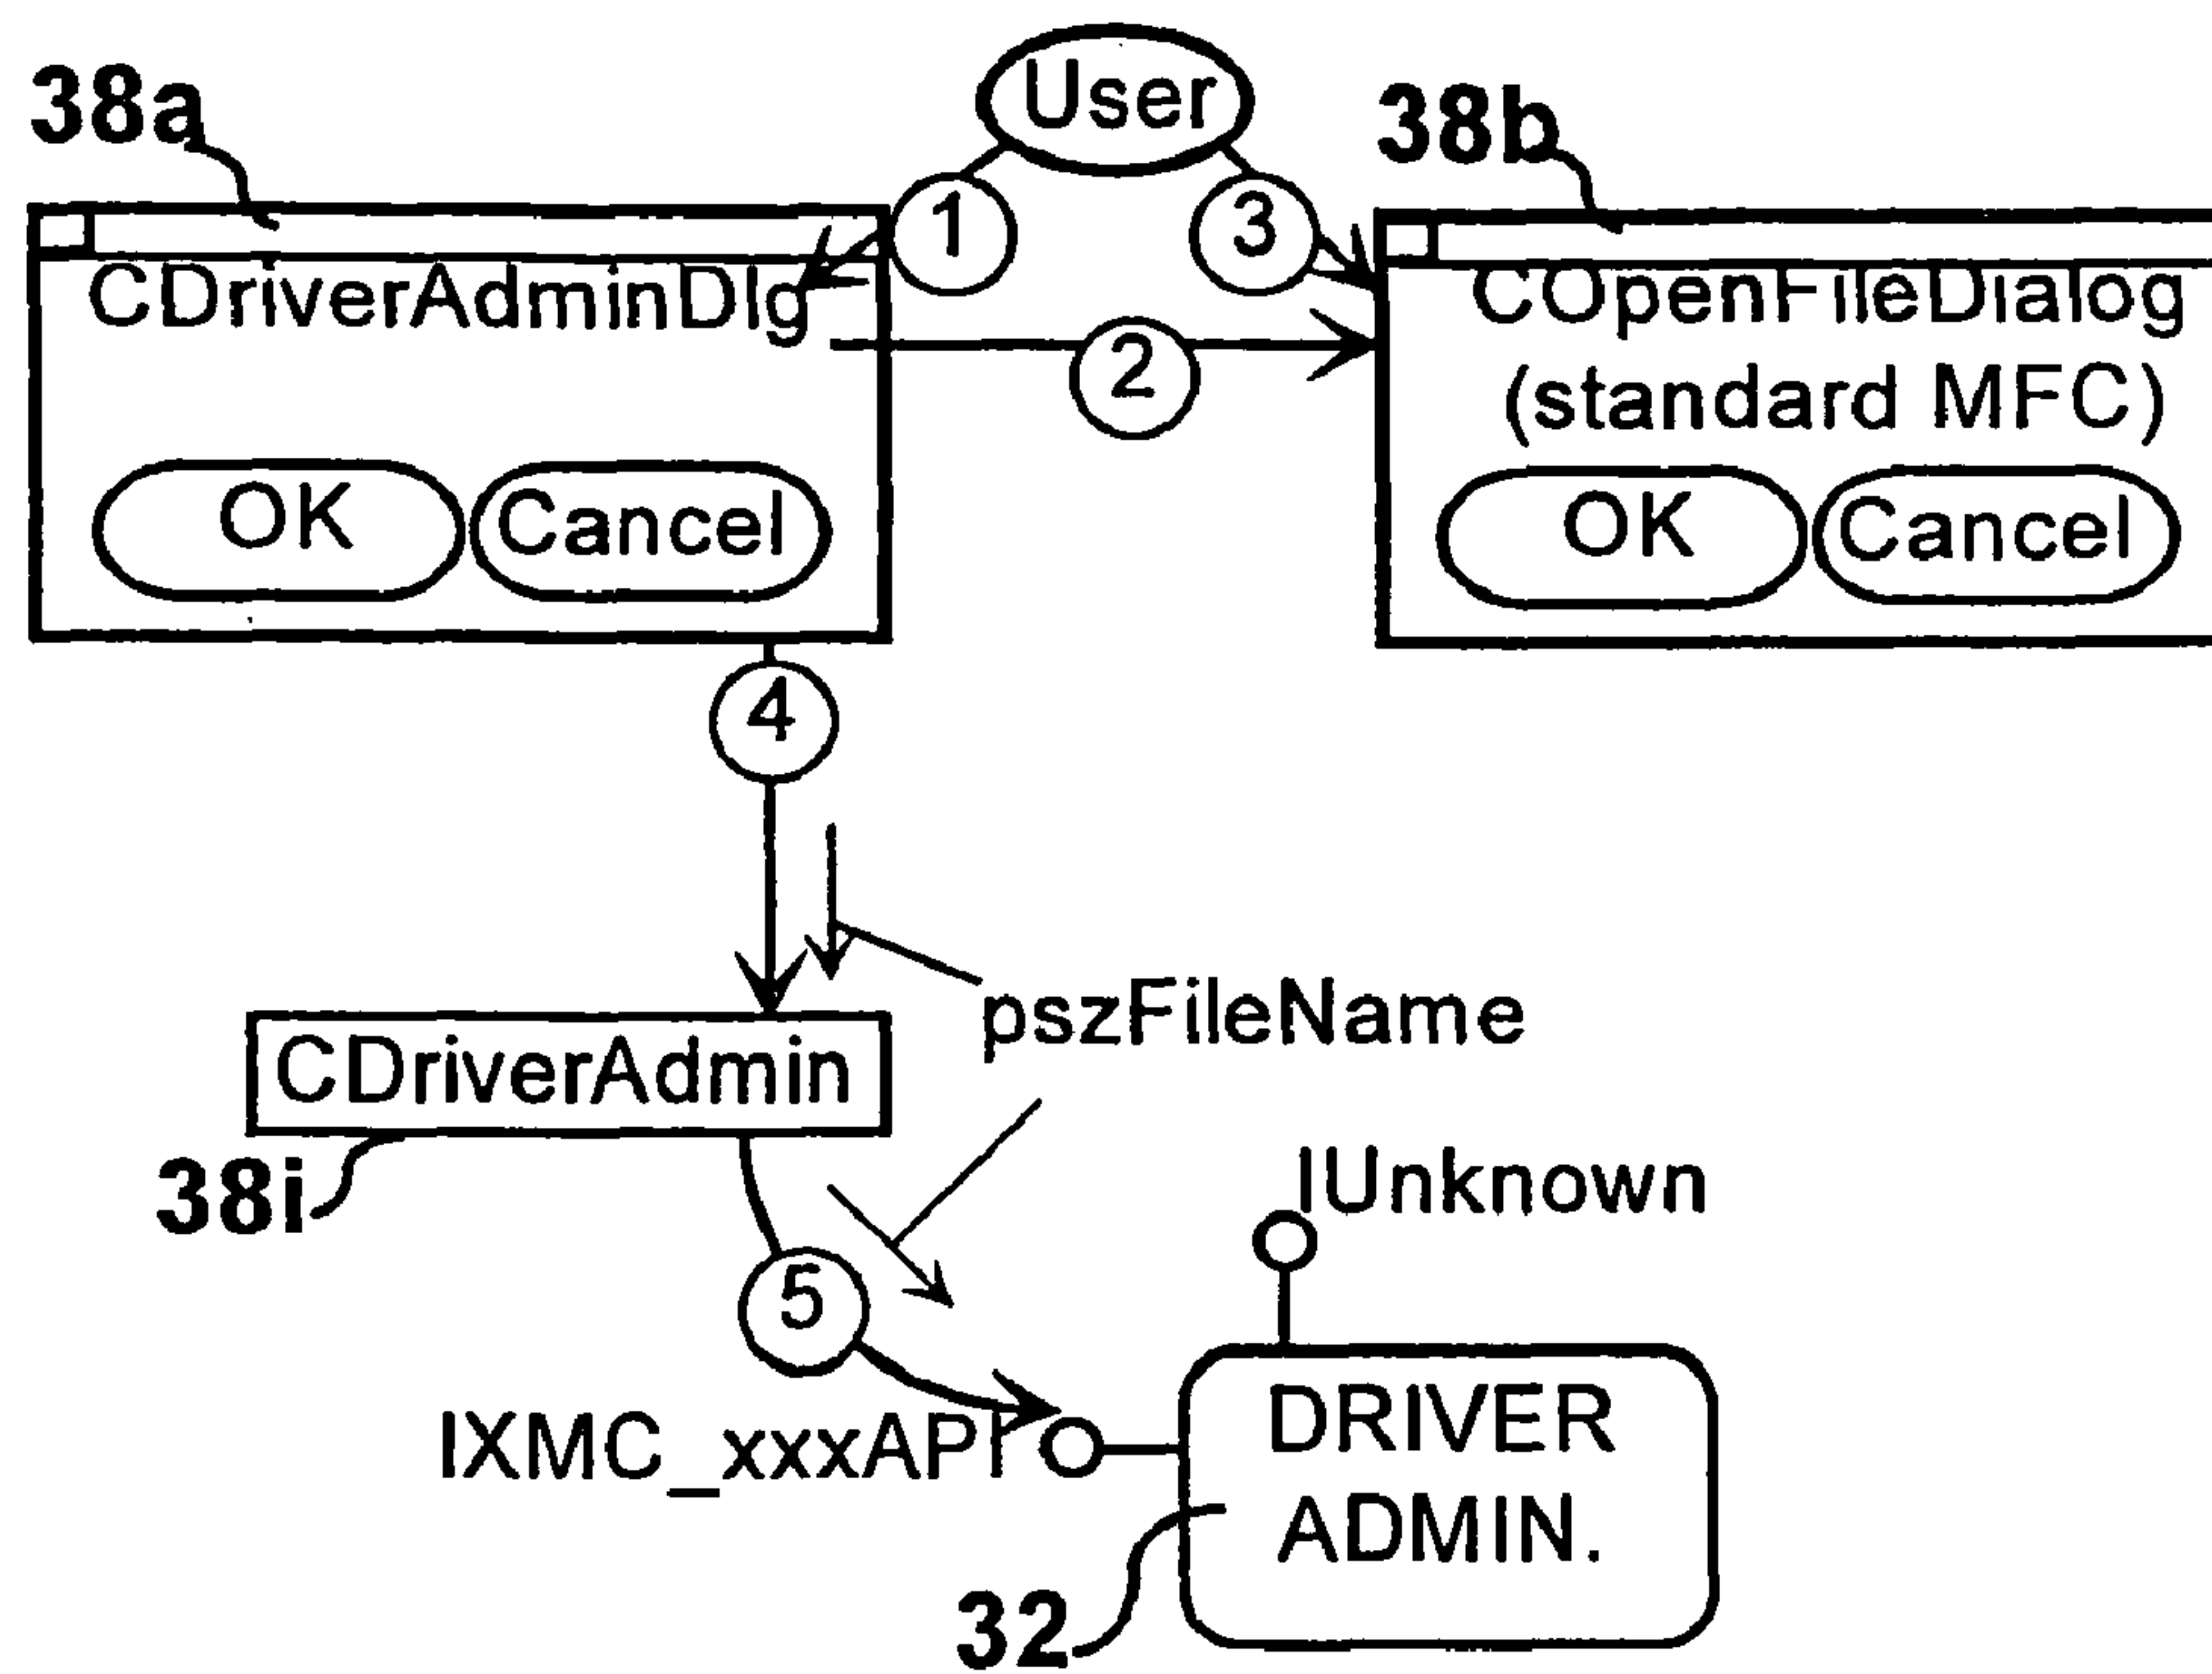 User
38a
38b
1
3
CDriverAdminDlg
COpenFileDialog
2
(standard MFC)
OK
Cancel
OK
Cancel
4
pszFileName
CDriverAdmin
38i
IUnknown
5
IXMC_xxxAPI
DRIVER
ADMIN.
32